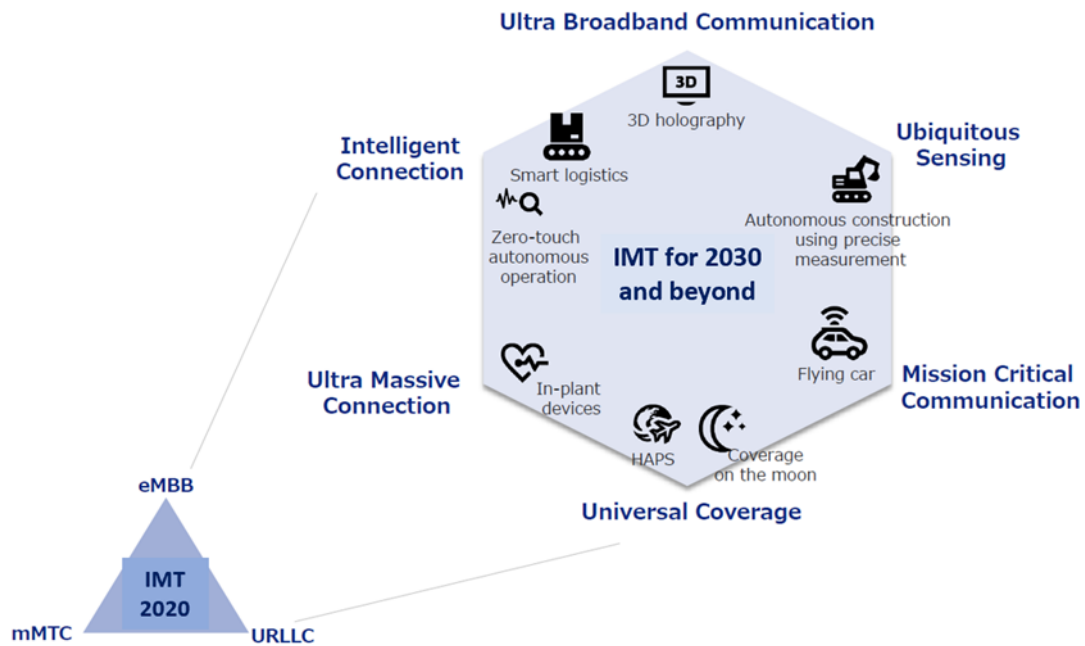 Ultra Broadband Communication
3D
3D holography
Intelligent
Connection
Ubiquitous
Sensing
Smart logistics
Zero-touch
autonomous
operation
Autonomous construction
using precise
measurement
IMT for 2030
and beyond
Flying car
Ultra Massive
Connection
In-plant
devices
Mission Critical
Communication
HAPS
Coverage
on the moon
Universal Coverage
eMBB
IMT
2020
mMTC
URLLC